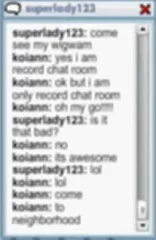 superlady123
superlady123: come
see my wigwam
koiann: yes i am
record chat room
koiann: ok but i am
only record chat room
koiann: oh my go!!!!
superlady123: is it
that bad?
koiann: no
koiann: its awesome
superlady123: lol
koiann: lol
koiann: come
koiann: to
neighborhood